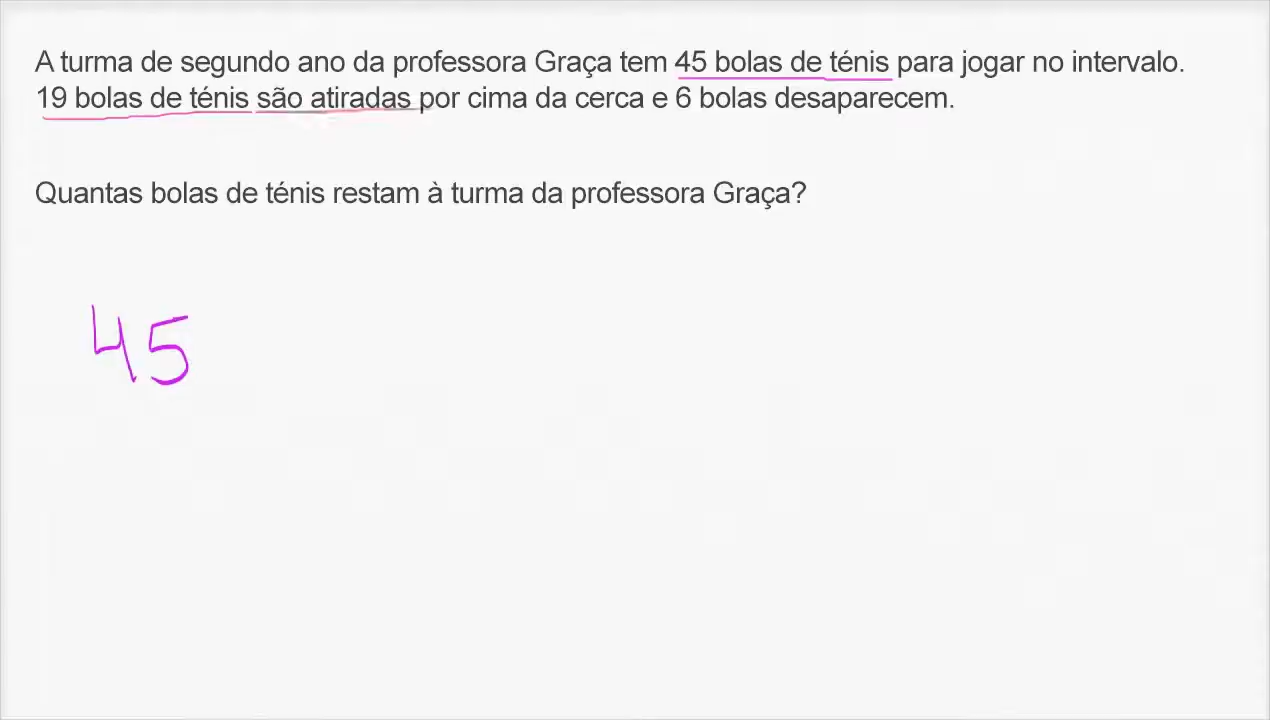 A turma de segundo ano da professora Graça tem 45 bolas de ténis para jogar no intervalo.
19 bolas de ténis são atiradas por cima da cerca e 6 bolas desaparecem.
Quantas bolas de ténis restam à turma da professora Graça?
45